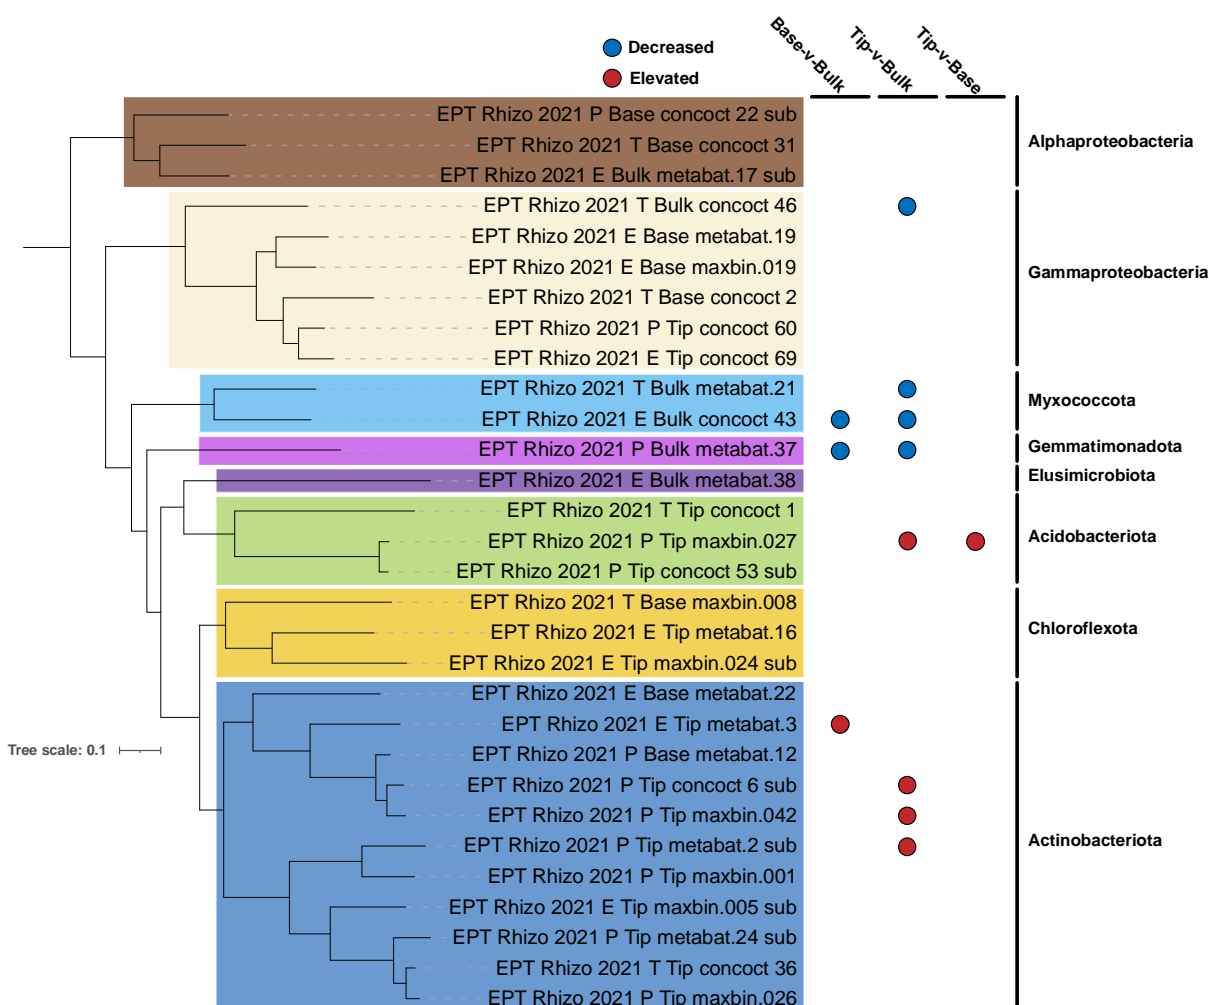 Decreased
Elevated
Base-v-Bulk
Tip-v-Bulk
Tip-v-Base
EPT Rhizo 2021 P Base concoct 22 sub
EPT Rhizo 2021 T Base concoct 31
EPT Rhizo 2021 E Bulk metabat.17 sub
Alphaproteobacteria
EPT Rhizo 2021 T Bulk concoct 46
EPT Rhizo 2021 E Base metabat.19
EPT Rhizo 2021 E Base maxbin.019
EPT Rhizo 2021 T Base concoct 2
EPT Rhizo 2021 P Tip concoct 60
EPT Rhizo 2021 E Tip concoct 69
Gammaproteobacteria
EPT Rhizo 2021 T Bulk metabat.21
EPT Rhizo 2021 E Bulk concoct 43
Myxococcota
EPT Rhizo 2021 P Bulk metabat.37
Gemmatimonadota
EPT Rhizo 2021 E Bulk metabat.38
Elusimicrobiota
EPT Rhizo 2021 T Tip concoct 1
EPT Rhizo 2021 P Tip maxbin.027
EPT Rhizo 2021 P Tip concoct 53 sub
Acidobacteriota
EPT Rhizo 2021 T Base maxbin.008
EPT Rhizo 2021 E Tip metabat.16
EPT Rhizo 2021 E Tip maxbin.024 sub
Chloroflexota
EPT Rhizo 2021 E Base metabat.22
EPT Rhizo 2021 E Tip metabat.3
EPT Rhizo 2021 P Base metabat.12
EPT Rhizo 2021 P Tip concoct 6 sub
EPT Rhizo 2021 P Tip maxbin.042
EPT Rhizo 2021 P Tip metabat.2 sub
EPT Rhizo 2021 P Tip maxbin.001
EPT Rhizo 2021 E Tip maxbin.005 sub
EPT Rhizo 2021 P Tip metabat.24 sub
EPT Rhizo 2021 T Tip concoct 36
EPT Rhizo 2021 P Tip maxbin.026
Actinobacteriota
Tree scale: 0.1